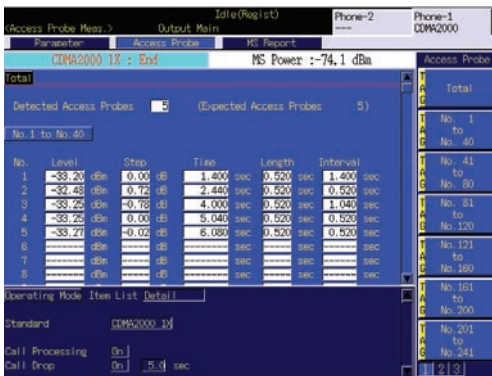 Idle(Regist)
Phone-2
Phone-1
<Access Probe Meas.> Output Main ---- CDMA2000
Parameter Access Probe MS Report Access Probe
CDMA2000 1X : End MS Power :-74.1 dBm
Total
Detected Access Probes 5 (Expected Access Probes 5)
No.1 to No.40
No. Level Step Time Length Interval
1 -33.20 dBm 0.00 dB 1.400 sec 0.520 sec 1.400 sec
2 -32.48 dBm 0.72 dB 2.440 sec 0.520 sec 0.520 sec
3 -33.25 dBm -0.78 dB 4.000 sec 0.520 sec 1.040 sec
4 -33.25 dBm 0.00 dB 5.040 sec 0.520 sec 0.520 sec
5 -33.27 dBm -0.02 dB 6.080 sec 0.520 sec 0.520 sec
6 ------ dBm ------ dB ------ sec ------ sec ------ sec
7 ------ dBm ------ dB ------ sec ------ sec ------ sec
8 ------ dBm ------ dB ------ sec ------ sec ------ sec
Operating Mode Item List Detail
Standard CDMA2000 1X
Call Processing On
Call Drop On 5.0 sec
TAG Total
TAG No. 1
to
No. 40
No. 41
to
No. 80
TAG No. 81
to
No.120
TAG No.121
to
No.160
TAG No.161
to
No.200
TAG No.201
to
No.241
1 2 3